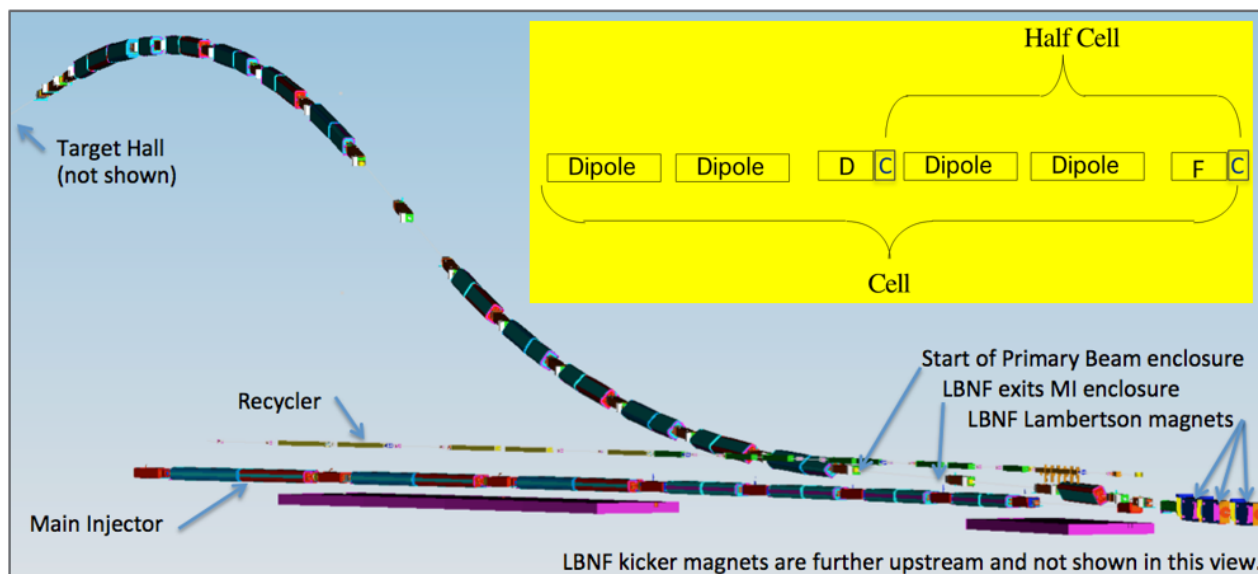 Half Cell
Dipole Dipole D C Dipole Dipole F C
Cell
Target Hall
(not shown)
Start of Primary Beam enclosure
LBNF exits MI enclosure
LBNF Lambertson magnets
Recycler
Main Injector
LBNF kicker magnets are further upstream and not shown in this view.